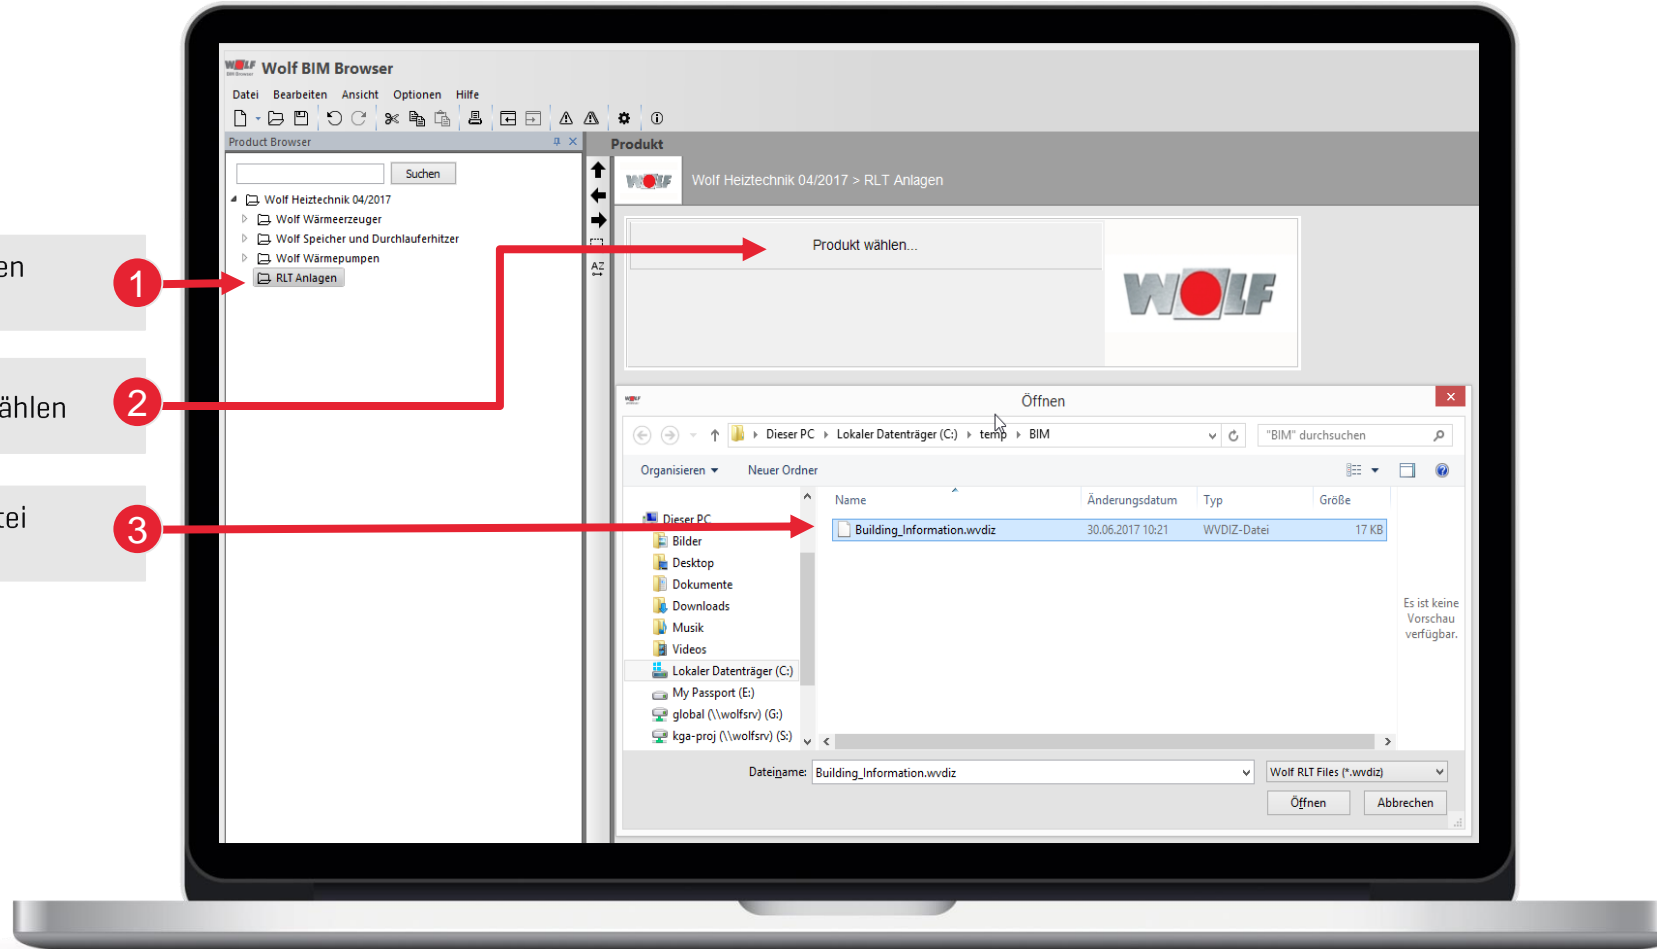 WOLF Wolf BIM Browser
Datei Bearbeiten Ansicht Optionen Hilfe
Product Browser
Produkt
Suchen
WOLF Wolf Heiztechnik 04/2017 > RLT Anlagen
Wolf Heiztechnik 04/2017
Wolf Wärmeerzeuger
Wolf Speicher und Durchlauferhitzer
Wolf Wärmepumpen
RLT Anlagen
Produkt wählen...
AZ
WOLF
en
1
2
ählen
3
tei
Öffnen
Dieser PC Lokaler Datenträger (C:) temp BIM
"BIM" durchsuchen
Organisieren Neuer Ordner
Name Änderungsdatum Typ Größe
Building_Information.wvdiz 30.06.2017 10:21 WVDIZ-Datei 17 KB
Dieser PC
Bilder
Desktop
Dokumente
Downloads
Musik
Videos
Lokaler Datenträger (C:)
My Passport (E:)
global (\\wolfsrv) (G:)
kga-proj (\\wolfsrv) (S:)
Es ist keine
Vorschau
verfügbar.
Dateiname: Building_Information.wvdiz Wolf RLT Files (*.wvdiz)
Öffnen Abbrechen